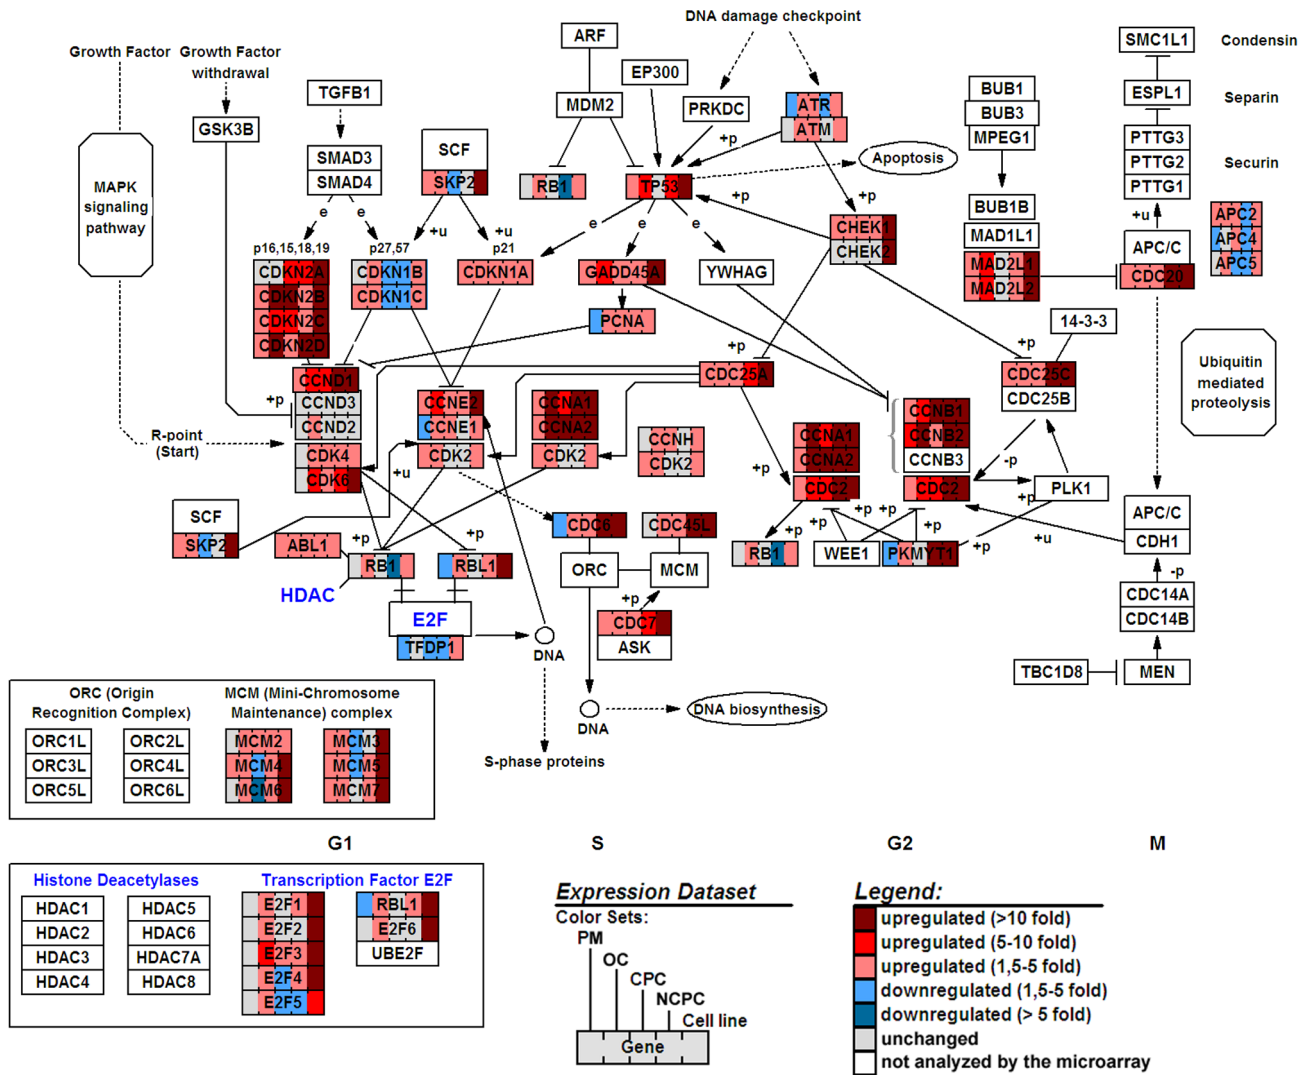 DNA damage checkpoint
Growth Factor
Growth Factor
withdrawal
ARF
EP300
MDM2
PRKDC
ATR
ATM
+p
Apoptosis
BUB1
BUB3
MPEG1
SMC1L1
Condensin
ESPL1
Separin
PTTG3
PTTG2
PTTG1
Securin
TGFB1
GSK3B
SMAD3
SMAD4
SCF
SKP2
MAPK
signaling
pathway
RB1
TP53
+p
+p
CHEK1
CHEK2
BUB1B
MAD1L1
MAD2L1
MAD2L2
+u
APC/C
CDC20
APC2
APC4
APC5
e
e
+u
+u
e
e
e
p16,15,18,19
p27,57
p21
CDKN2A
CDKN2B
CDKN2C
CDKN2D
CDKN1B
CDKN1C
CDKN1A
GADD45A
YWHAG
PCNA
14-3-3
+p
+p
CDC25A
CDC25C
CDC25B
Ubiquitin
mediated
proteolysis
+p
CCND1
CCND3
CCND2
CDK4
CDK6
CCNE2
CCNE1
CDK2
CCNA1
CCNA2
CDK2
CCNH
CDK2
CCNA1
CCNA2
CDC2
CCNB1
CCNB2
CCNB3
CDC2
R-point
(Start)
+u
+p
-p
PLK1
+p
SCF
SKP2
ABL1
+p
+p
RB1
RBL1
HDAC
E2F
TFDP1
DNA
CDC6
CDC45L
ORC
MCM
+p
CDC7
ASK
+p
+p
+p
RB1
WEE1
PKMYT1
+p
+u
APC/C
CDH1
-p
CDC14A
CDC14B
TBC1D8
MEN
DNA
DNA biosynthesis
S-phase proteins
ORC (Origin
Recognition Complex)
MCM (Mini-Chromosome
Maintenance) complex
ORC1L
ORC2L
ORC3L
ORC4L
ORC5L
ORC6L
MCM2
MCM3
MCM4
MCM5
MCM6
MCM7
G1
S
G2
M
Histone Deacetylases
Transcription Factor E2F
HDAC1
HDAC5
HDAC2
HDAC6
HDAC3
HDAC7A
HDAC4
HDAC8
E2F1
E2F2
E2F3
E2F4
E2F5
RBL1
E2F6
UBE2F
Expression Dataset
Color Sets:
PM
OC
CPC
NCPC
Cell line
Gene
Legend:
upregulated (>10 fold)
upregulated (5-10 fold)
upregulated (1,5-5 fold)
downregulated (1,5-5 fold)
downregulated (> 5 fold)
unchanged
not analyzed by the microarray